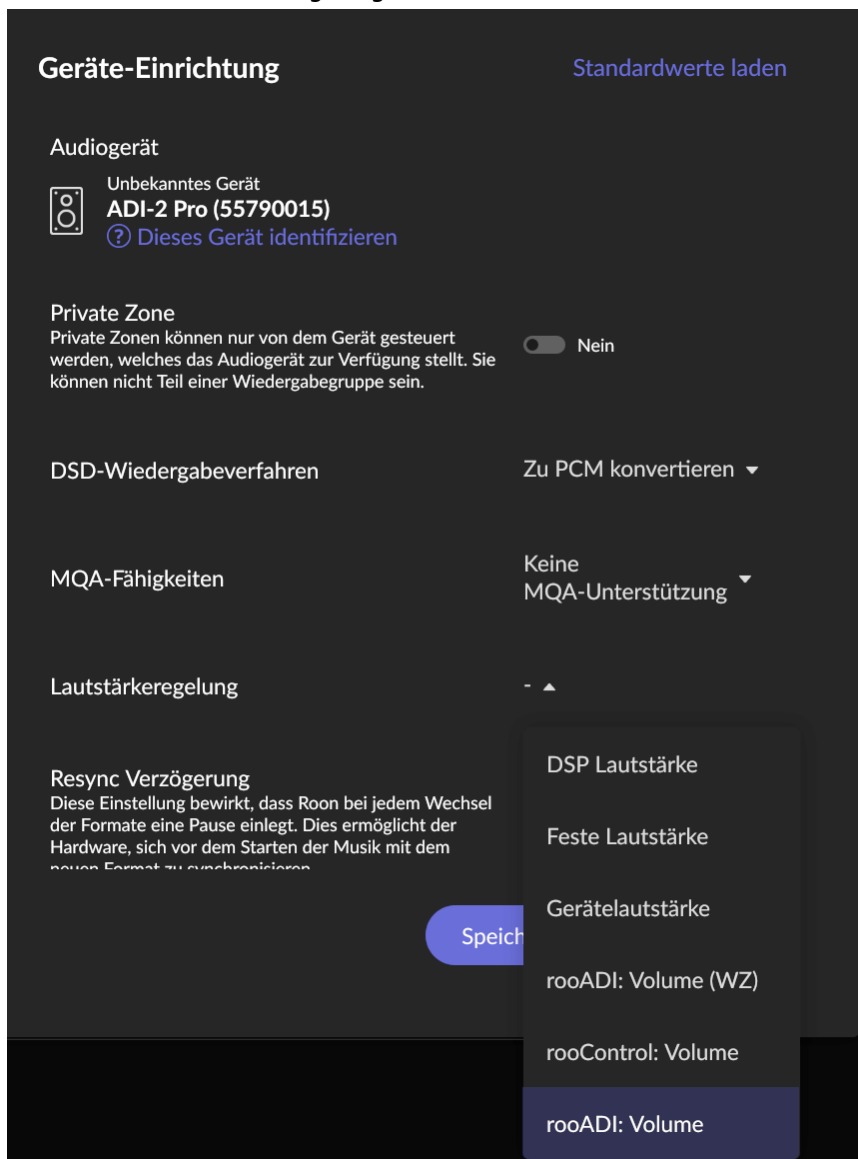 Geräte-Einrichtung
Standardwerte laden
Audiogerät
Unbekanntes Gerät
ADI-2 Pro (55790015)
? Dieses Gerät identifizieren
Private Zone
Private Zonen können nur von dem Gerät gesteuert
werden, welches das Audiogerät zur Verfügung stellt. Sie
können nicht Teil einer Wiedergabegruppe sein.
Nein
DSD-Wiedergabeverfahren
Zu PCM konvertieren
MQA-Fähigkeiten
Keine
MQA-Unterstützung
Lautstärkeregelung
-
Resync Verzögerung
Diese Einstellung bewirkt, dass Roon bei jedem Wechsel
der Formate eine Pause einlegt. Dies ermöglicht der
Hardware, sich vor dem Starten der Musik mit dem
neuen Format zu synchronisieren
Speich
DSP Lautstärke
Feste Lautstärke
Gerätelautstärke
rooADI: Volume (WZ)
rooControl: Volume
rooADI: Volume